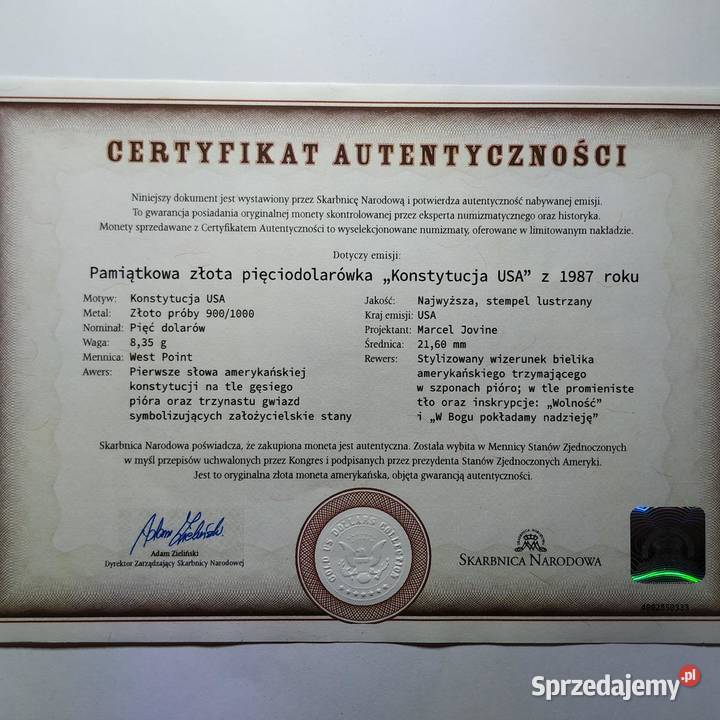 CERTYFIKAT AUTENTYCZNOŚCI
Niniejszy dokument jest wystawiony przez Skarbnicę Narodową i potwierdza autentyczność nabywanej emisji.
To gwarancja posiadania oryginalnej monety skontrolowanej przez eksperta numizmatycznego oraz historyka.
Monety sprzedawane z Certyfikatem Autentyczności to wyselekcjonowane numizmaty, oferowane w limitowanym nakładzie.
Dotyczy emisji:
Pamiątkowa złota pięciodolarówka „Konstytucja USA” z 1987 roku
Motyw: Konstytucja USA
Metal: Złoto próby 900/1000
Nominał: Pięć dolarów
Waga: 8,35 g
Mennica: West Point
Awers: Pierwsze słowa amerykańskiej
konstytucji na tle gęsiego
pióra oraz trzynastu gwiazd
symbolizujących założycielskie stany
Jakość: Najwyższa, stempel lustrzany
Kraj emisji: USA
Projektant: Marcel Jovine
Średnica: 21,60 mm
Rewers: Stylizowany wizerunek bielika
amerykańskiego trzymającego
w szponach pióro; w tle promieniste
tło oraz inskrypcje: „Wolność”
i „W Bogu pokładamy nadzieję”
Skarbnica Narodowa poświadcza, że zakupiona moneta jest autentyczna. Została wybita w Mennicy Stanów Zjednoczonych
w myśl przepisów uchwalonych przez Kongres i podpisanych przez prezydenta Stanów Zjednoczonych Ameryki.
Jest to oryginalna złota moneta amerykańska, objęta gwarancją autentyczności.
Adam Zieliński
Adam Zieliński
Dyrektor Zarządzający Skarbnicy Narodowej
GOLD US DOLLARS COLLECTION
SKARBNICA NARODOWA
Sprzedajemy.pl